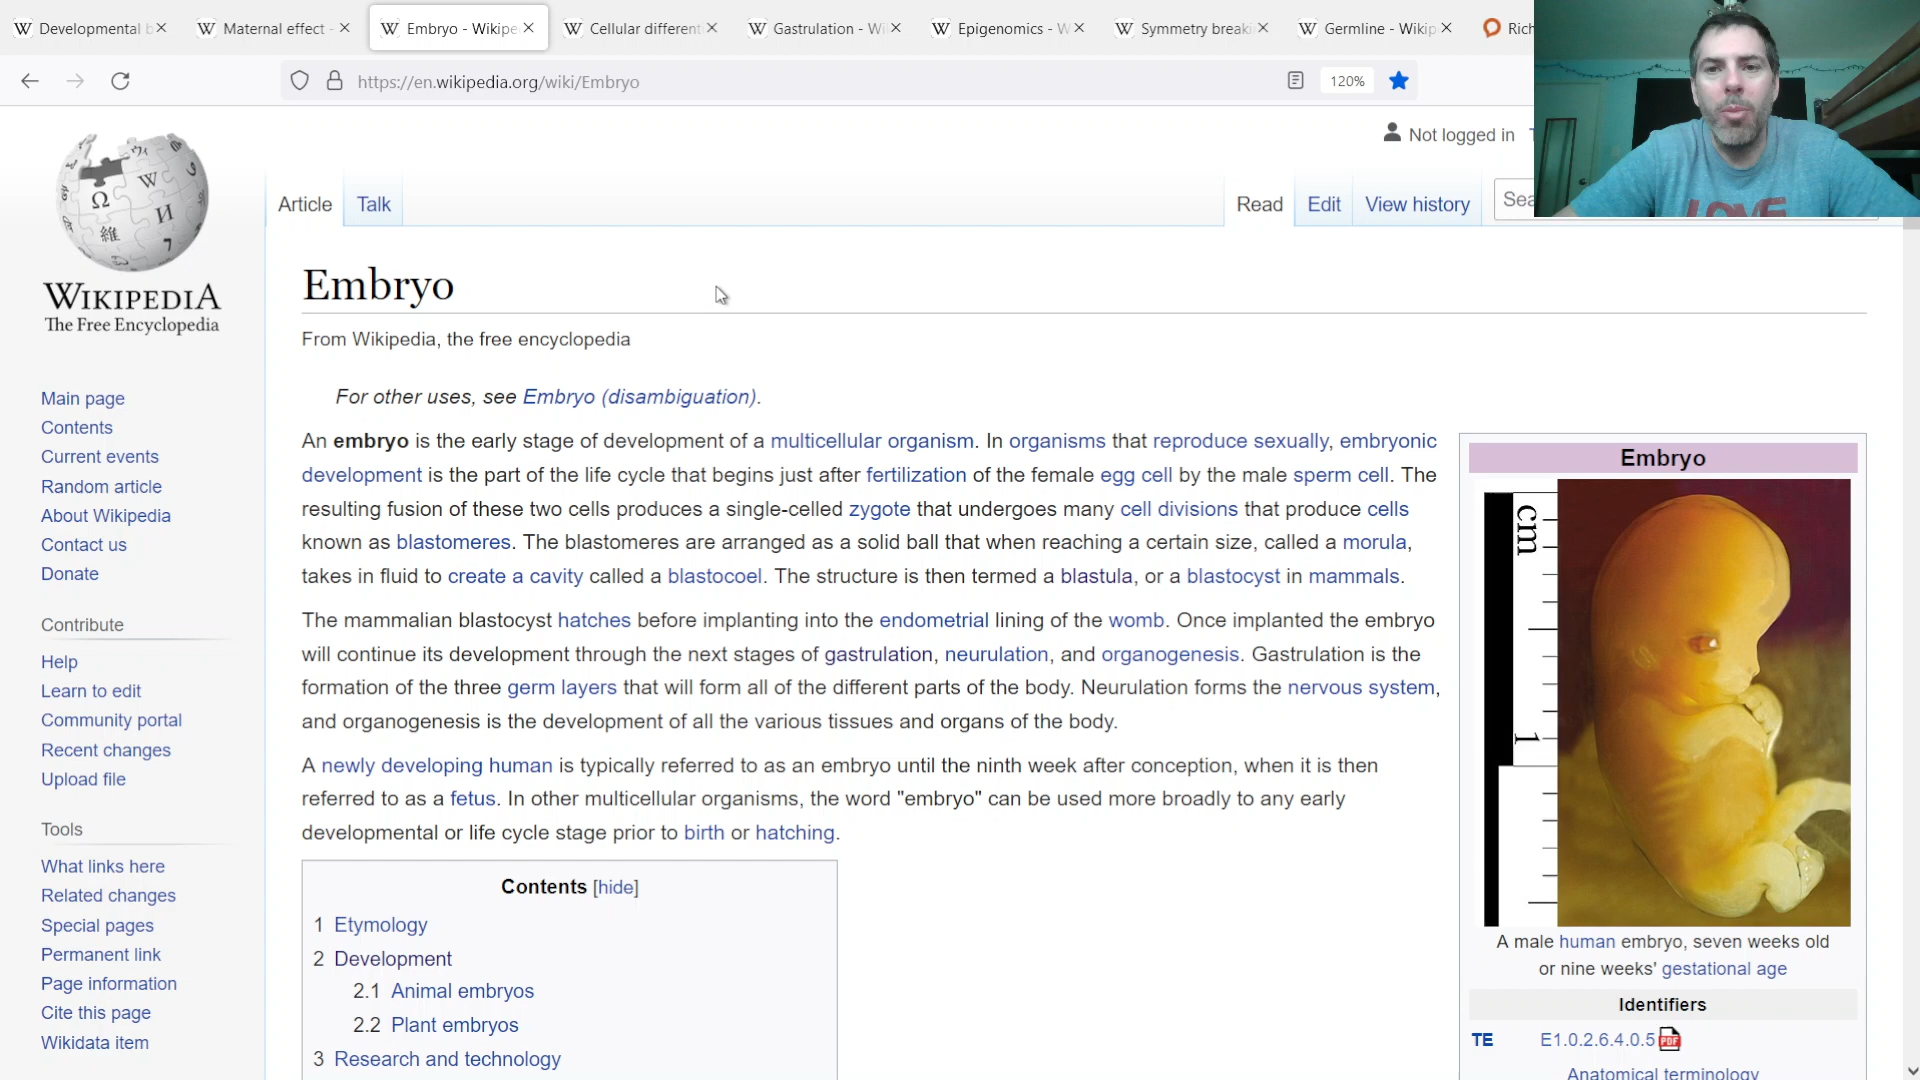 Developmental b
Maternal effect -
Embryo - Wikipe
Cellular different
Gastrulation - Wi
Epigenomics - W
Symmetry breaki
Germline - Wikip
Rich
https://en.wikipedia.org/wiki/Embryo
120%
Not logged in
Article
Talk
Read
Edit
View history
Sea
LOVE
WIKIPEDIA
The Free Encyclopedia
Main page
Contents
Current events
Random article
About Wikipedia
Contact us
Donate
Contribute
Help
Learn to edit
Community portal
Recent changes
Upload file
Tools
What links here
Related changes
Special pages
Permanent link
Page information
Cite this page
Wikidata item
Embryo
From Wikipedia, the free encyclopedia
For other uses, see Embryo (disambiguation).
An embryo is the early stage of development of a multicellular organism. In organisms that reproduce sexually, embryonic
development is the part of the life cycle that begins just after fertilization of the female egg cell by the male sperm cell. The
resulting fusion of these two cells produces a single-celled zygote that undergoes many cell divisions that produce cells
known as blastomeres. The blastomeres are arranged as a solid ball that when reaching a certain size, called a morula,
takes in fluid to create a cavity called a blastocoel. The structure is then termed a blastula, or a blastocyst in mammals.
The mammalian blastocyst hatches before implanting into the endometrial lining of the womb. Once implanted the embryo
will continue its development through the next stages of gastrulation, neurulation, and organogenesis. Gastrulation is the
formation of the three germ layers that will form all of the different parts of the body. Neurulation forms the nervous system,
and organogenesis is the development of all the various tissues and organs of the body.
A newly developing human is typically referred to as an embryo until the ninth week after conception, when it is then
referred to as a fetus. In other multicellular organisms, the word "embryo" can be used more broadly to any early
developmental or life cycle stage prior to birth or hatching.
Contents [hide]
1 Etymology
2 Development
2.1 Animal embryos
2.2 Plant embryos
3 Research and technology
Embryo
cm
1
A male human embryo, seven weeks old
or nine weeks' gestational age
Identifiers
TE E1.0.2.6.4.0.5 PDF
Anatomical terminology